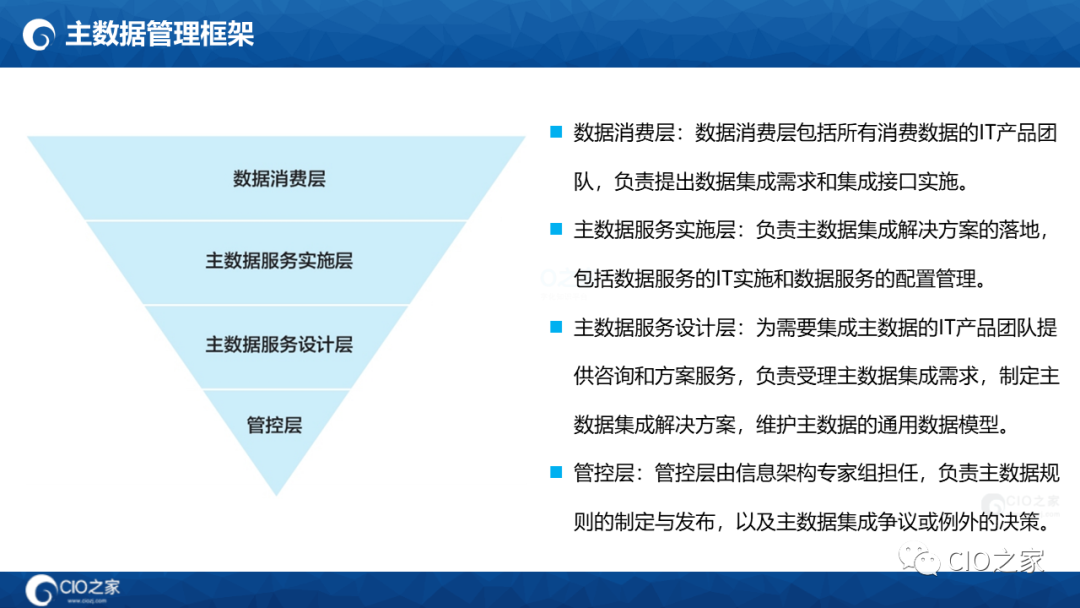 主数据管理框架
数据消费层
主数据服务实施层
主数据服务设计层
管控层
数据消费层：数据消费层包括所有消费数据的IT产品团
队，负责提出数据集成需求和集成接口实施。
主数据服务实施层：负责主数据集成解决方案的落地，
包括数据服务的IT实施和数据服务的配置管理。
主数据服务设计层：为需要集成主数据的IT产品团队提
供咨询和方案服务，负责受理主数据集成需求，制定主
数据集成解决方案，维护主数据的通用数据模型。
管控层：管控层由信息架构专家组担任，负责主数据规
则的制定与发布，以及主数据集成争议或例外的决策。
CIO之家
CIO之家
CIO之家
www.ciozj.com